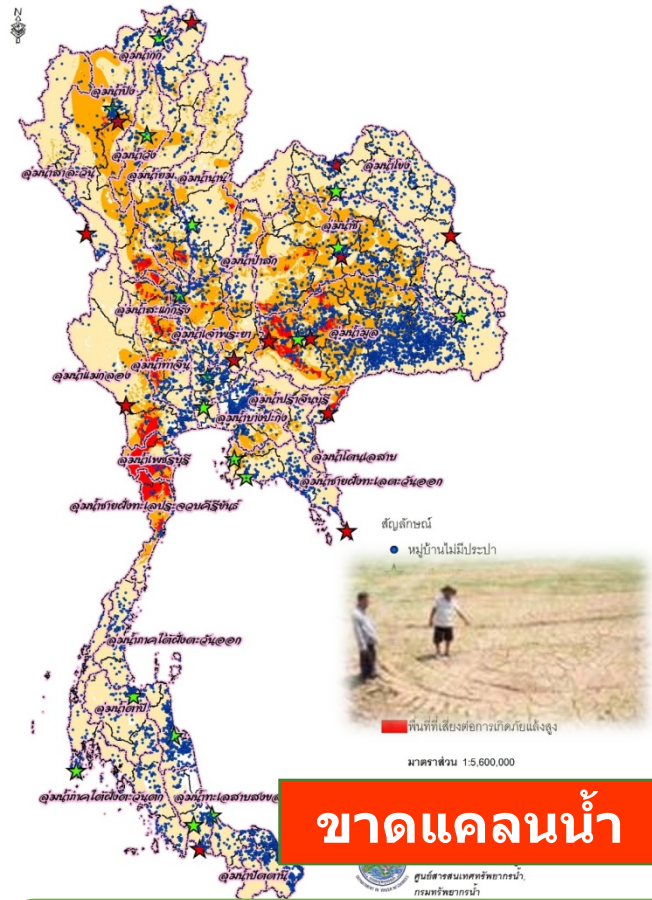 N
ลุ่มน้ำกก
ลุ่มน้ำปิง
ลุ่มน้ำวัง
ลุ่มน้ำสาละวิน
ลุ่มน้ำยม
ลุ่มน้ำน่าน
ลุ่มน้ำโขง
ลุ่มน้ำชี
ลุ่มน้ำป่าสัก
ลุ่มน้ำสะแกกรัง
ลุ่มน้ำเจ้าพระยา
ลุ่มน้ำมูล
ลุ่มน้ำท่าจีน
ลุ่มน้ำแม่กลอง
ลุ่มน้ำปราจีนบุรี
ลุ่มน้ำบางปะกง
ลุ่มน้ำเพชรบุรี
ลุ่มน้ำโตนเลสาบ
ลุ่มน้ำชายฝั่งทะเลตะวันออก
ลุ่มน้ำชายฝั่งทะเลประจวบคีรีขันธ์
สัญลักษณ์
หมู่บ้านไม่มีประปา
ลุ่มน้ำภาคใต้ฝั่งตะวันออก
ลุ่มน้ำตาปี
พื้นที่ที่เสี่ยงต่อการเกิดภัยแล้งสูง
มาตราส่วน 1:5,600,000
ลุ่มน้ำภาคใต้ฝั่งตะวันตก
ลุ่มน้ำทะเลสาบสงขล
ขาดแคลนน้ำ
ลุ่มน้ำปัตตานี
ศูนย์สารสนเทศทรัพยากรน้ำ,
กรมทรัพยากรน้ำ